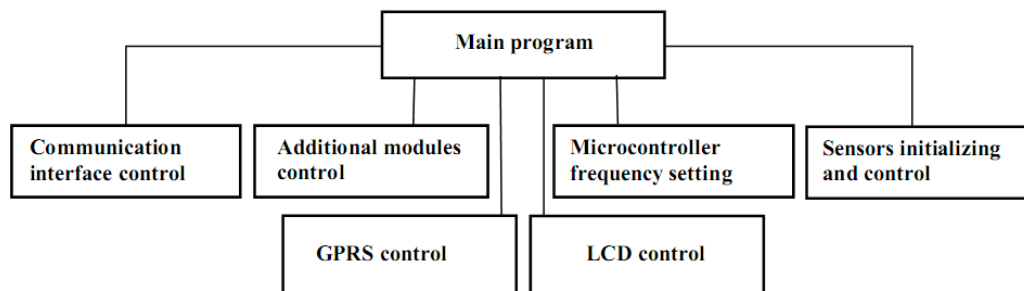 Main program
Communication
interface control
Additional modules
control
Microcontroller
frequency setting
Sensors initializing
and control
GPRS control
LCD control